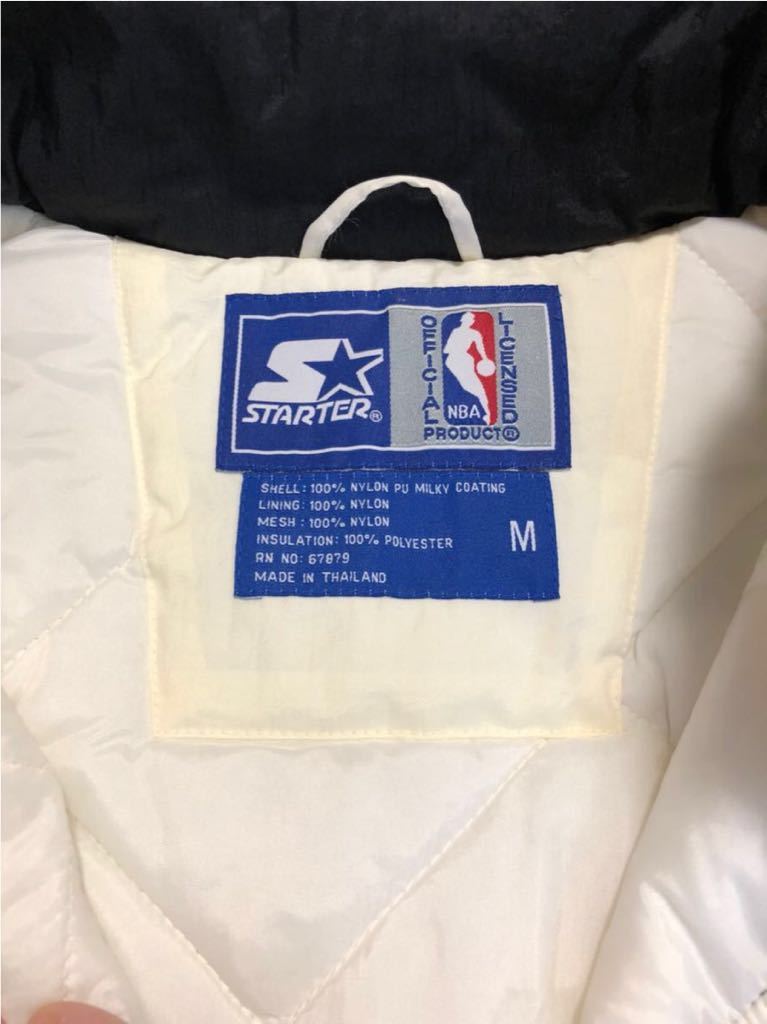 STARTER®
OFFICIAL
LICENSED
NBA
PRODUCT®
SHELL: 100% NYLON PU MILKY COATING
LINING: 100% NYLON
MESH: 100% NYLON
INSULATION: 100% POLYESTER
RN NO: 67879
MADE IN THAILAND
M